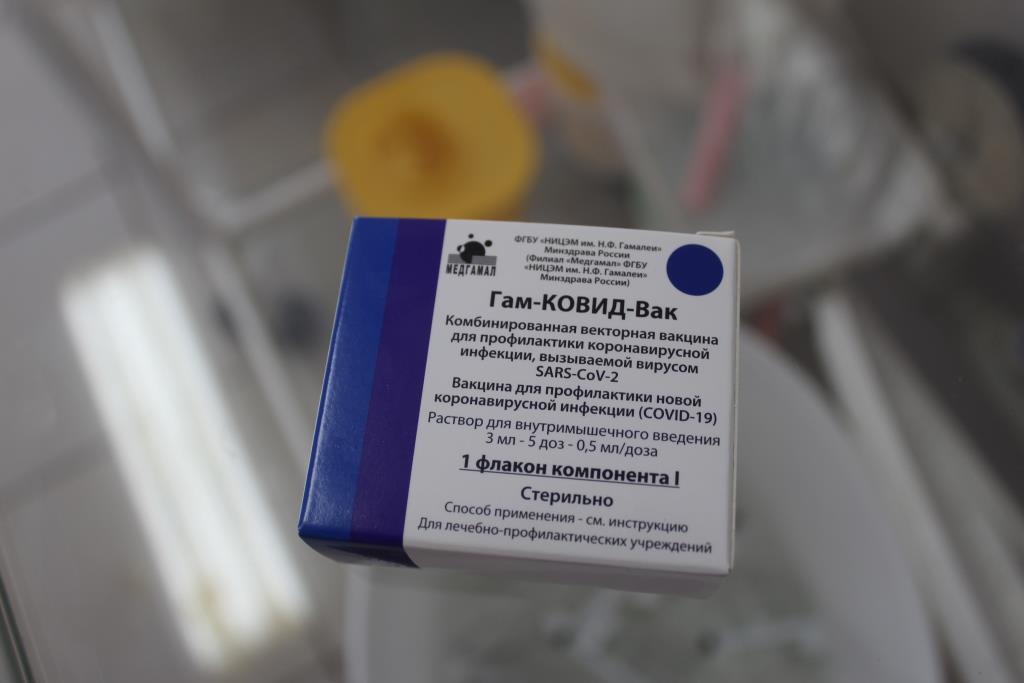 МЕДГАМАЛ
ФГБУ «НИЦЭМ им. Н.Ф. Гамалеи»
Минздрава России
(Филиал «Медгамал» ФГБУ
«НИЦЭМ им. Н.Ф. Гамалеи»
Минздрава России)
Гам-КОВИД-Вак
Комбинированная векторная вакцина
для профилактики коронавирусной
инфекции, вызываемой вирусом
SARS-CoV-2
Вакцина для профилактики новой
коронавирусной инфекции (COVID-19)
Раствор для внутримышечного введения
3 мл - 5 доз - 0,5 мл/доза
1 флакон компонента I
Стерильно
Способ применения - см. инструкцию
Для лечебно-профилактических учреждений